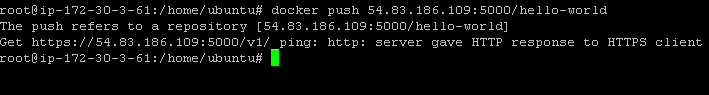 root@ip-172-30-3-61:/home/ubuntu# docker push 54.83.186.109:5000/hello-world
The push refers to a repository [54.83.186.109:5000/hello-world]
Get https://54.83.186.109:5000/v1/_ping: http: server gave HTTP response to HTTPS client
root@ip-172-30-3-61:/home/ubuntu#